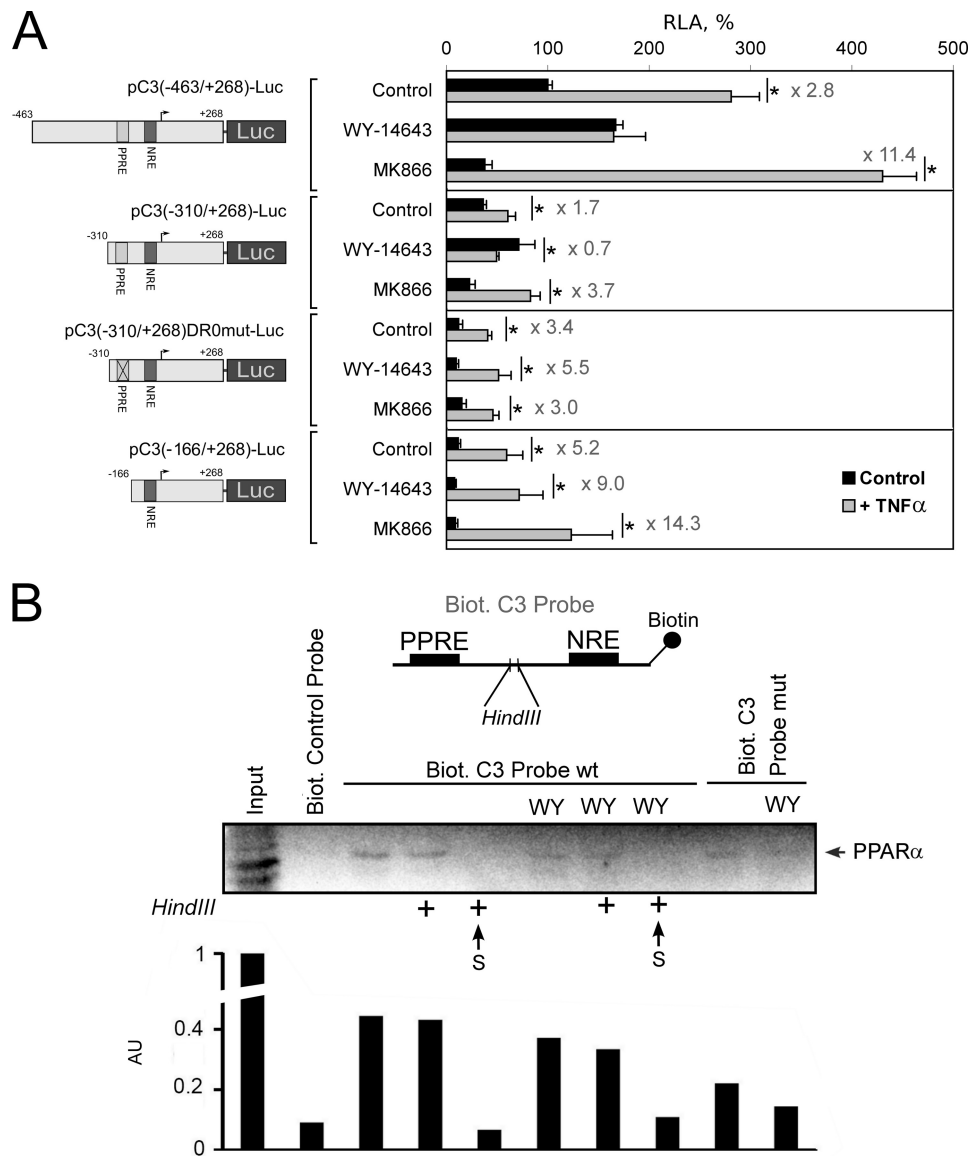 A
RLA, %
0 100 200 300 400 500
pC3(-463/+268)-Luc
-463 +268
Luc
PPRE NRE
Control * x 2.8
WY-14643
MK866 x 11.4 *
pC3(-310/+268)-Luc
-310 +268
Luc
PPRE NRE
Control * x 1.7
WY-14643 * x 0.7
MK866 * x 3.7
pC3(-310/+268)DR0mut-Luc
-310 +268
Luc
PPRE NRE
Control * x 3.4
WY-14643 * x 5.5
MK866 * x 3.0
pC3(-166/+268)-Luc
-166 +268
Luc
NRE
Control * x 5.2
WY-14643 * x 9.0
MK866 * x 14.3
Control
+ TNFα
B
Biot. C3 Probe
Biotin
PPRE NRE
HindIII
Input
Biot. Control Probe
Biot. C3 Probe wt
Biot. C3
Probe mut
WY WY WY WY
PPARα
HindIII + + + +
S S
AU
1
0.4
0.2
0